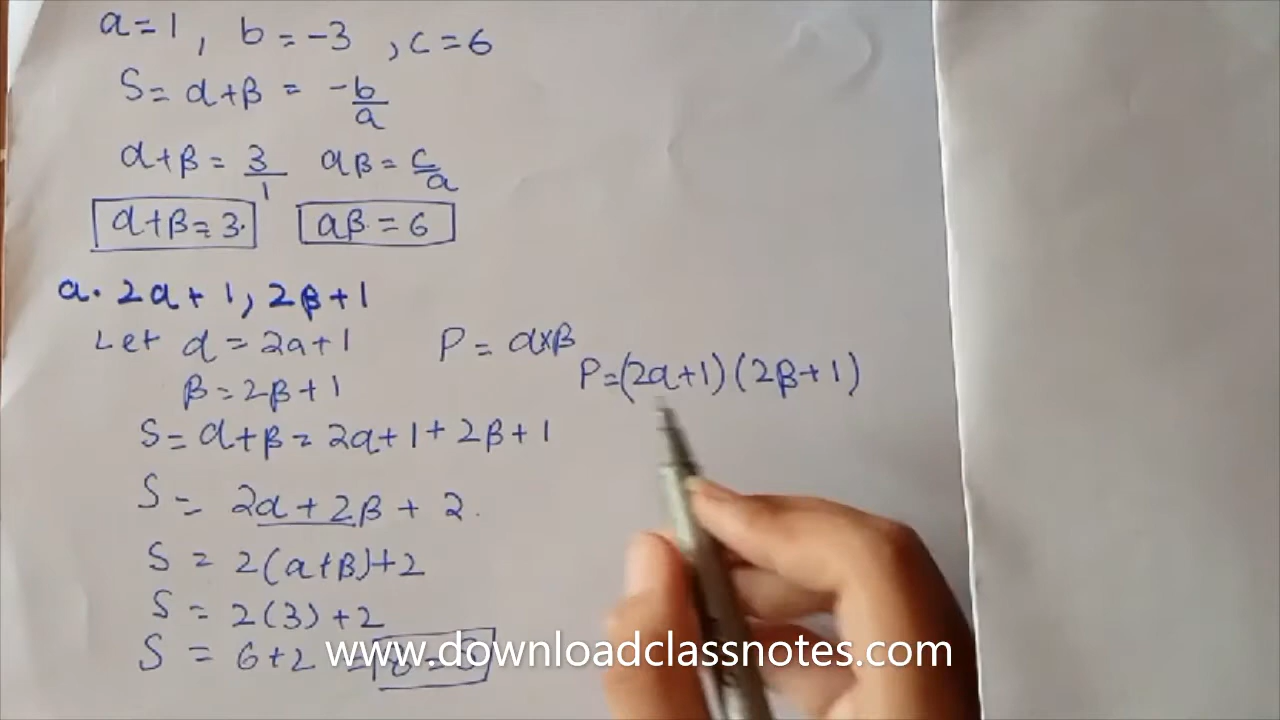 a=1, b=-3, c=6
S= α+β = -b/a
α+β = 3/1 αβ = c/a
α+β=3. αβ = 6
a. 2α+1, 2β+1
Let α = 2α+1 P = α×β
β=2β+1 P=(2α+1)(2β+1)
S= α+β= 2α+1+2β+1
S= 2α+2β+2.
S = 2(α+β)+2
S = 2(3)+2
S = 6+2
www.downloadclassnotes.com